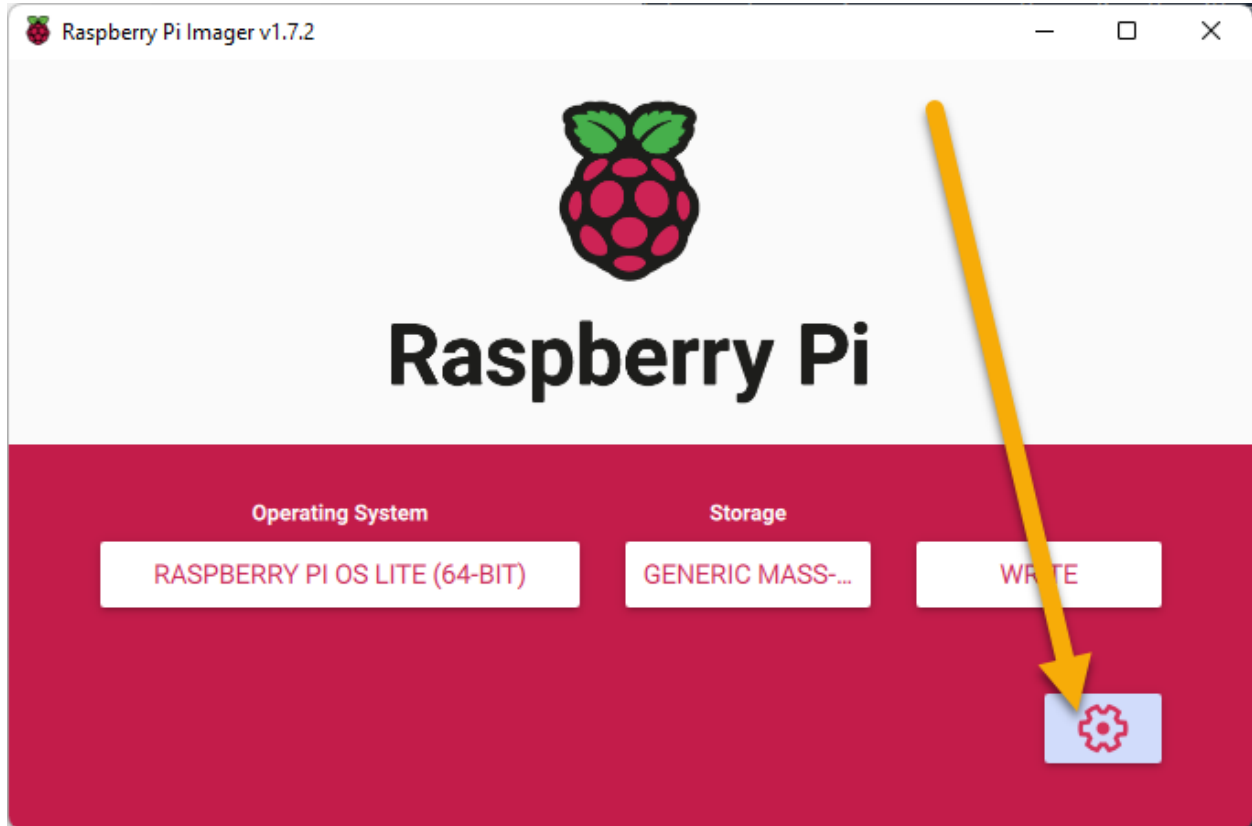 Raspberry Pi Imager v1.7.2
Raspberry Pi
Operating System
Storage
RASPBERRY PI OS LITE (64-BIT)
GENERIC MASS-...
WRITE